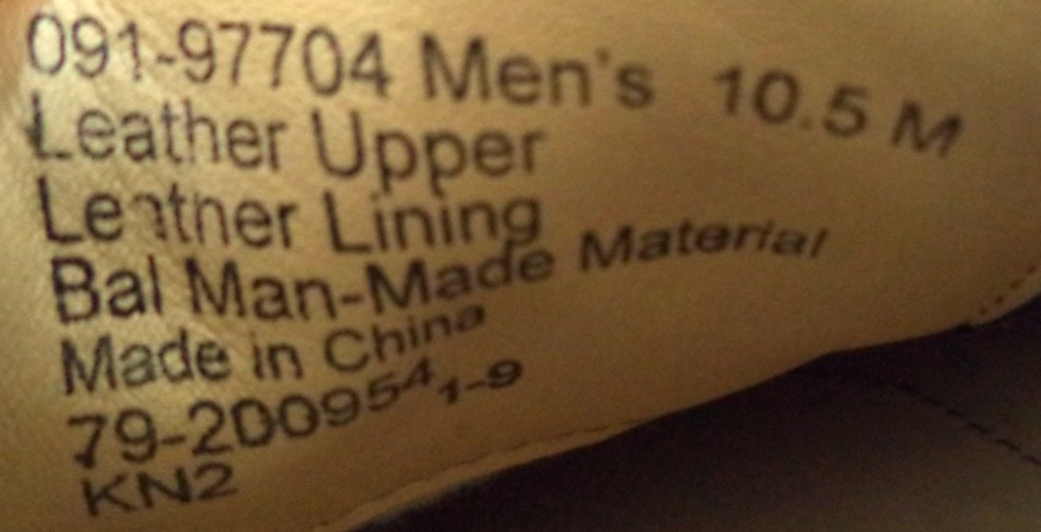 091-97704 Men's 10.5 M
Leather Upper
Leather Lining
Bal Man-Made Material
Made in China
79-200954 1-9
KN2